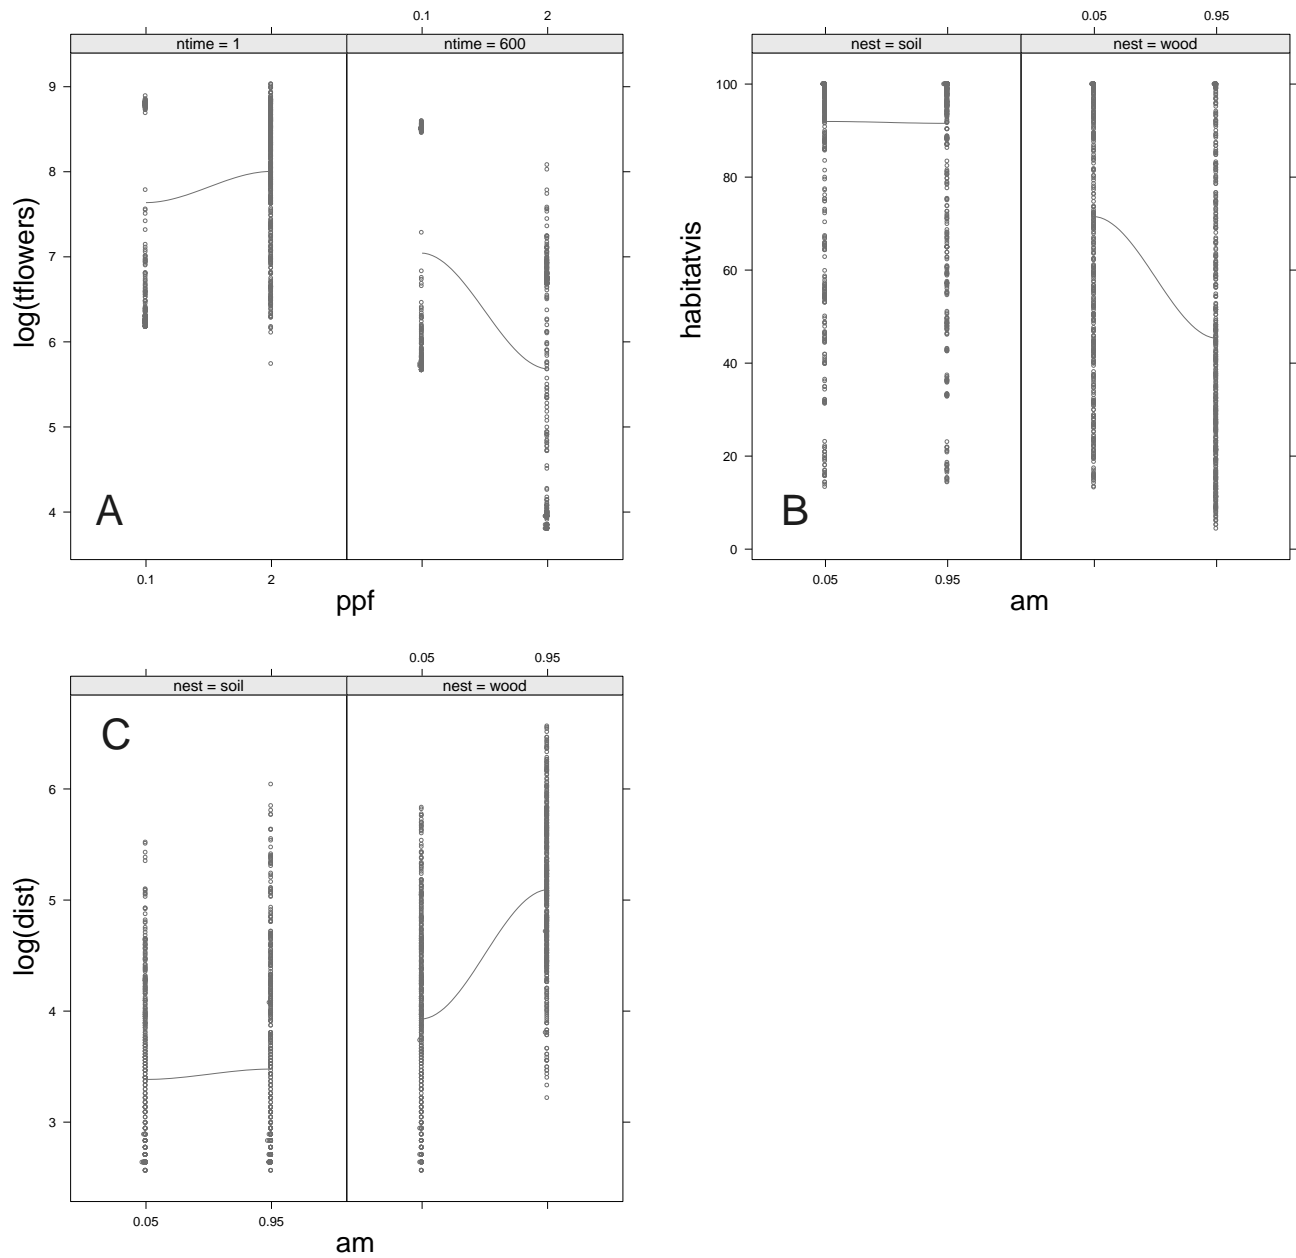 0.1 2
ntime = 1 ntime = 600
9
8
7
6
5
4
log(tflowers)
A
0.1 2
ppf
0.05 0.95
nest = soil nest = wood
100
80
60
40
20
0
habitatvis
B
0.05 0.95
am
0.05 0.95
nest = soil nest = wood
C
6
5
4
3
log(dist)
0.05 0.95
am